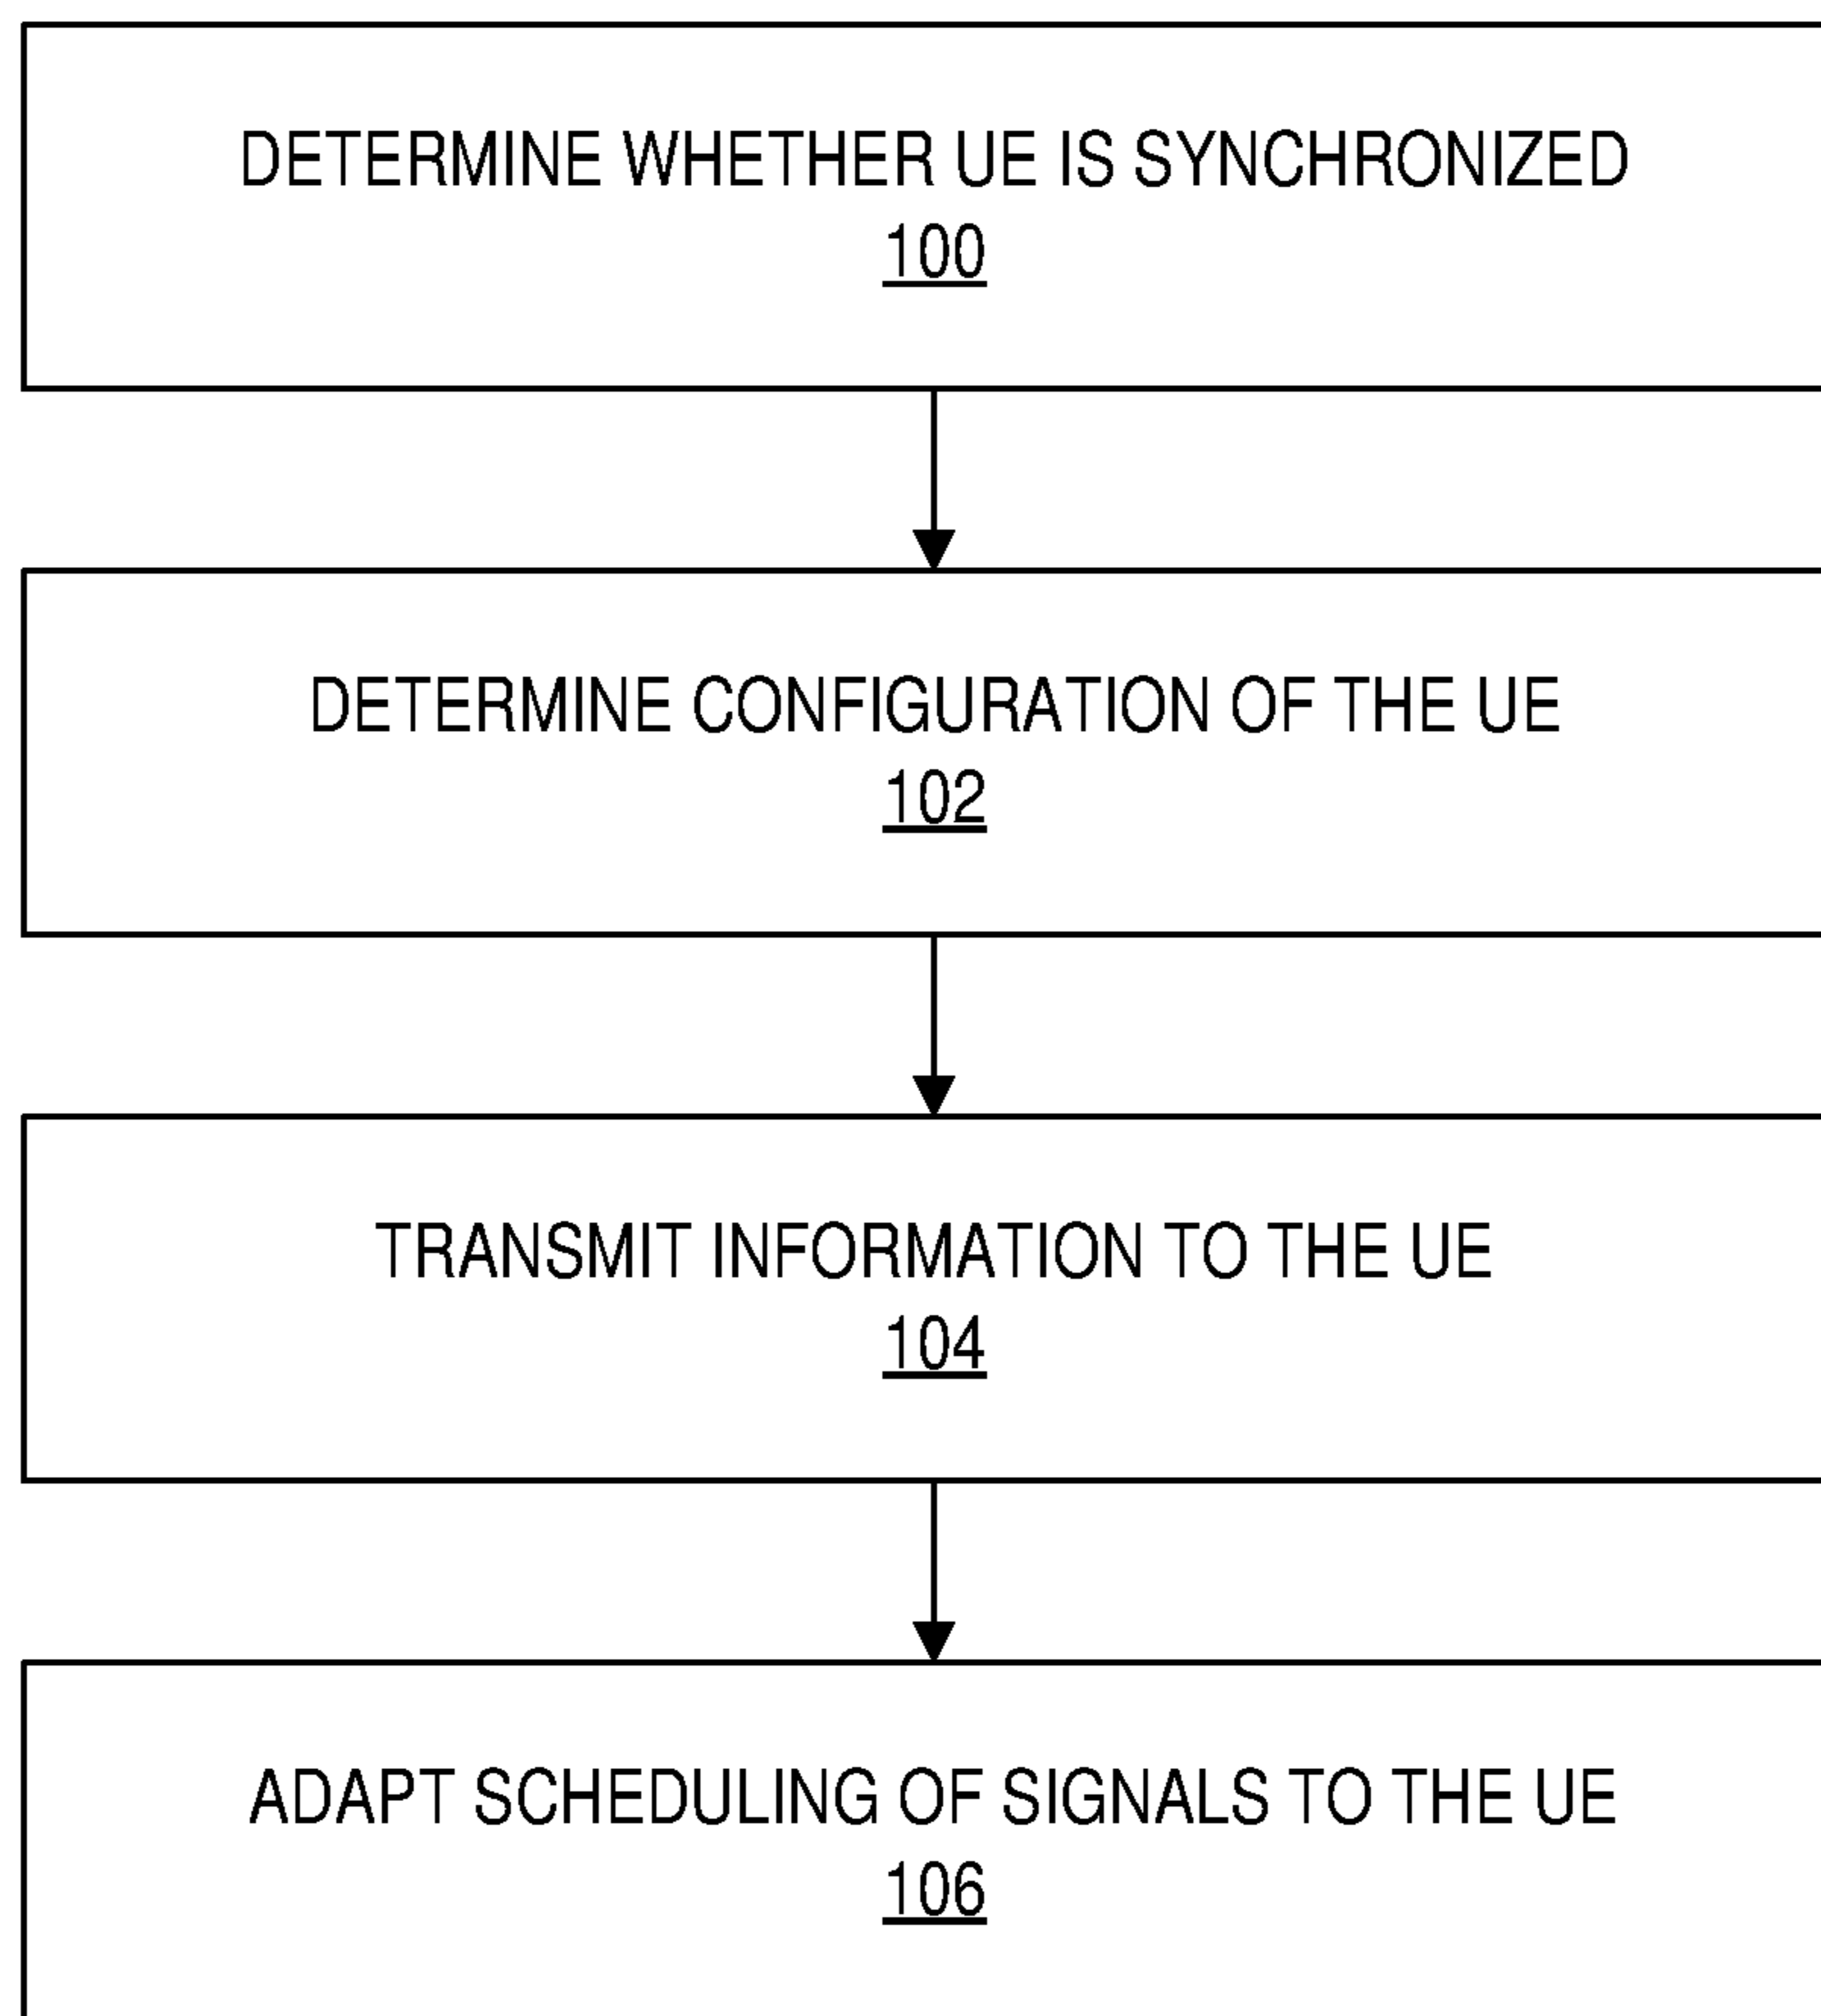 DETERMINE WHETHER UE IS SYNCHRONIZED
100
DETERMINE CONFIGURATION OF THE UE
102
TRANSMIT INFORMATION TO THE UE
104
ADAPT SCHEDULING OF SIGNALS TO THE UE
106